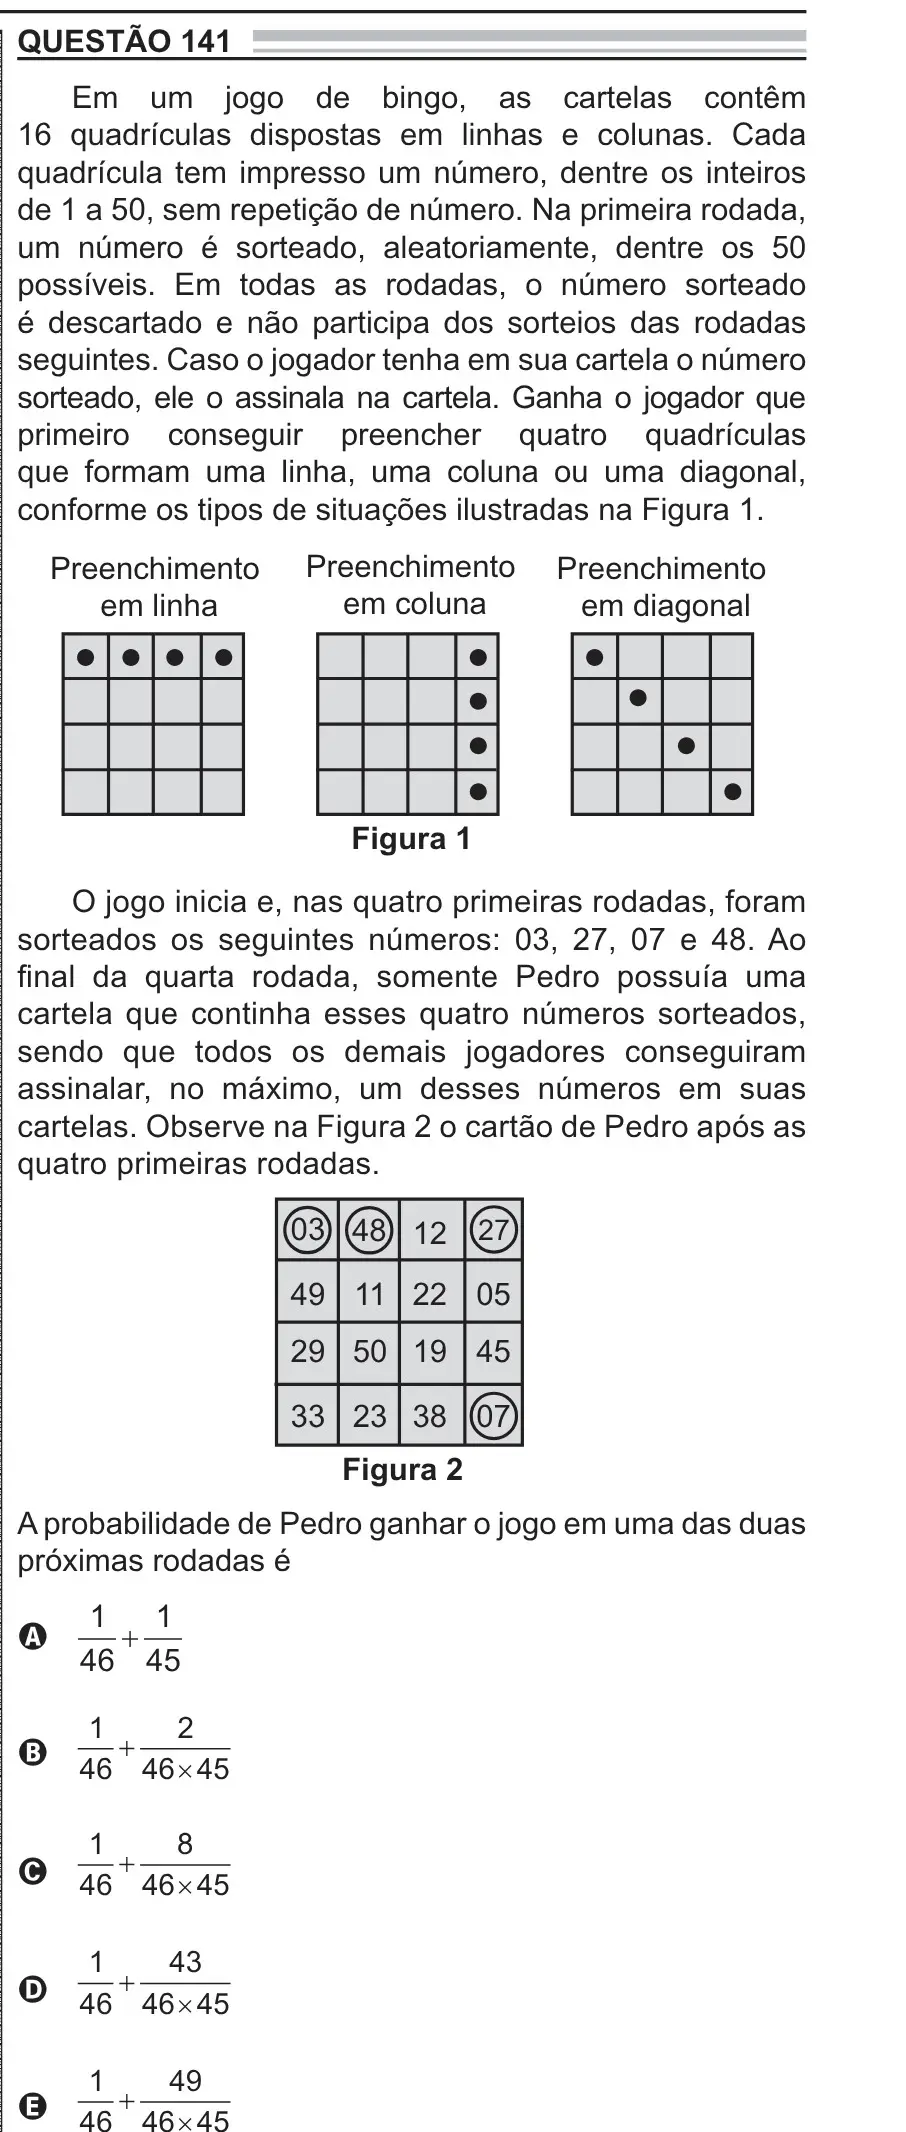 QUESTÃO 141
Em um jogo de bingo, as cartelas contêm
16 quadrículas dispostas em linhas e colunas. Cada
quadrícula tem impresso um número, dentre os inteiros
de 1 a 50, sem repetição de número. Na primeira rodada,
um número é sorteado, aleatoriamente, dentre os 50
possíveis. Em todas as rodadas, o número sorteado
é descartado e não participa dos sorteios das rodadas
seguintes. Caso o jogador tenha em sua cartela o número
sorteado, ele o assinala na cartela. Ganha o jogador que
primeiro conseguir preencher quatro quadrículas
que formam uma linha, uma coluna ou uma diagonal,
conforme os tipos de situações ilustradas na Figura 1.
Preenchimento em linha
Preenchimento em coluna
Preenchimento em diagonal
Figura 1
O jogo inicia e, nas quatro primeiras rodadas, foram
sorteados os seguintes números: 03, 27, 07 e 48. Ao
final da quarta rodada, somente Pedro possuía uma
cartela que continha esses quatro números sorteados,
sendo que todos os demais jogadores conseguiram
assinalar, no máximo, um desses números em suas
cartelas. Observe na Figura 2 o cartão de Pedro após as
quatro primeiras rodadas.
03 48 12 27
49 11 22 05
29 50 19 45
33 23 38 07
Figura 2
A probabilidade de Pedro ganhar o jogo em uma das duas
próximas rodadas é
A 1/46 + 1/45
B 1/46 + 2/46×45
C 1/46 + 8/46×45
D 1/46 + 43/46×45
E 1/46 + 49/46×45